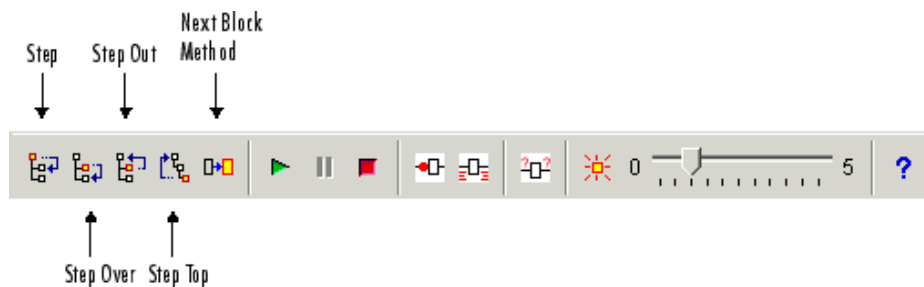 Next Block
Method
Step
Step Out
0
5
?
? ?
Step Over
Step Top